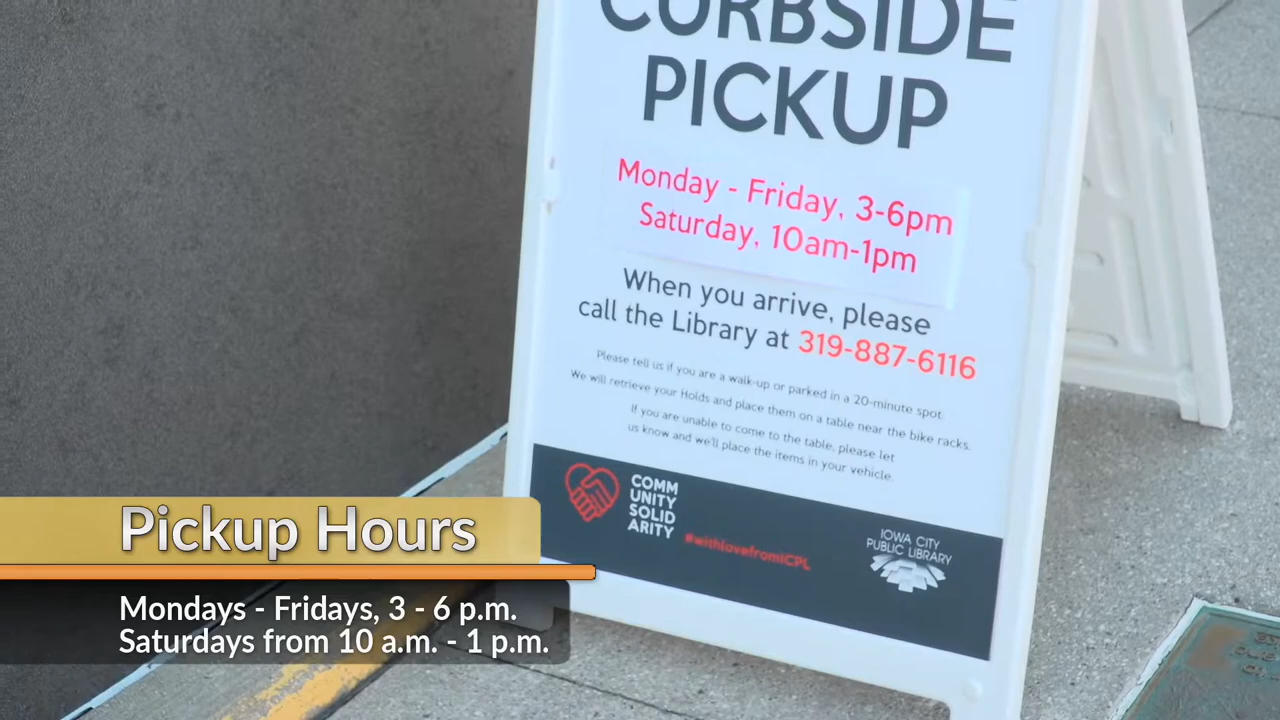 CURBSIDE
PICKUP
Monday - Friday, 3-6pm
Saturday, 10am-1pm
When you arrive, please
call the Library at 319-887-6116
Please tell us if you are a walk-up or parked in a 20-minute spot.
We will retrieve your Holds and place them on a table near the bike racks.
If you are unable to come to the table, please let
us know and we'll place the items in your vehicle.
COMM
UNITY
SOLID
ARITY
#withlovefromICPL
IOWA CITY
PUBLIC LIBRARY
Pickup Hours
Mondays - Fridays, 3 - 6 p.m.
Saturdays from 10 a.m. - 1 p.m.